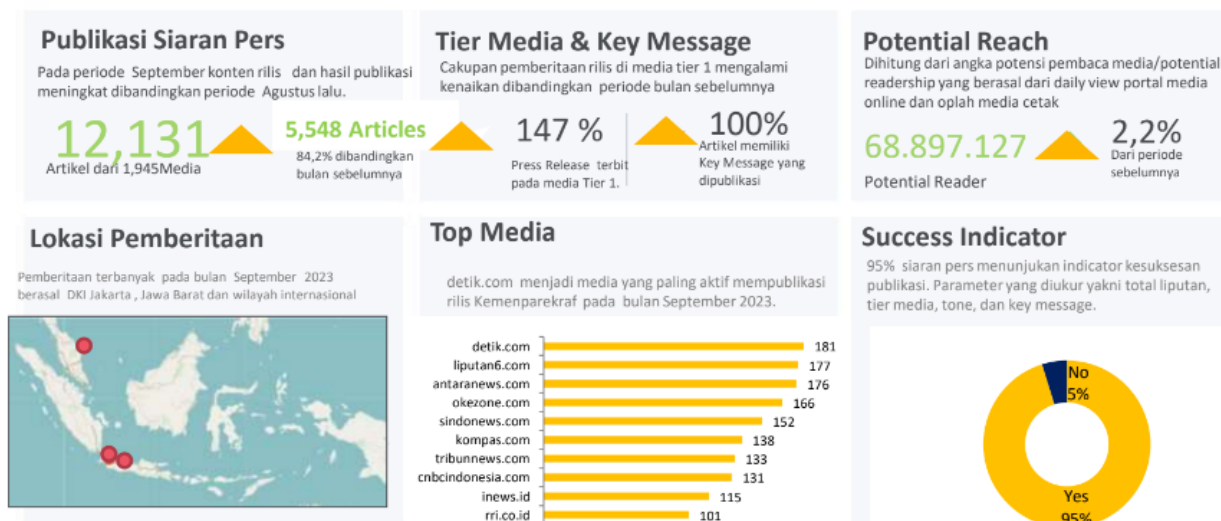 Publikasi Siaran Pers
Pada periode September konten rilis dan hasil publikasi
meningkat dibandingkan periode Agustus lalu.
12,131
Artikel dari 1,945Media
5,548 Articles
84,2% dibandingkan
bulan sebelumnya
Tier Media & Key Message
Cakupan pemberitaan rilis di media tier 1 mengalami
kenaikan dibandingkan periode bulan sebelumnya
147 %
Press Release terbit
pada media Tier 1.
100%
Artikel memiliki
Key Message yang
dipublikasi
Potential Reach
Dihitung dari angka potensi pembaca media/potential
readership yang berasal dari daily view portal media
online dan oplah media cetak
68.897.127
Potential Reader
2,2%
Dari periode
sebelumnya
Lokasi Pemberitaan
Pemberitaan terbanyak pada bulan September 2023
berasal DKI Jakarta , Jawa Barat dan wilayah internasional
Top Media
detik.com menjadi media yang paling aktif mempublikasi
rilis Kemenparekraf pada bulan September 2023.
detik.com 181
liputan6.com 177
antaranews.com 176
okezone.com 166
sindonews.com 152
kompas.com 138
tribunnews.com 133
cnbcindonesia.com 131
inews.id 115
rri.co.id 101
Success Indicator
95% siaran pers menunjukan indicator kesuksesan
publikasi. Parameter yang diukur yakni total liputan,
tier media, tone, dan key message.
No
5%
Yes
95%